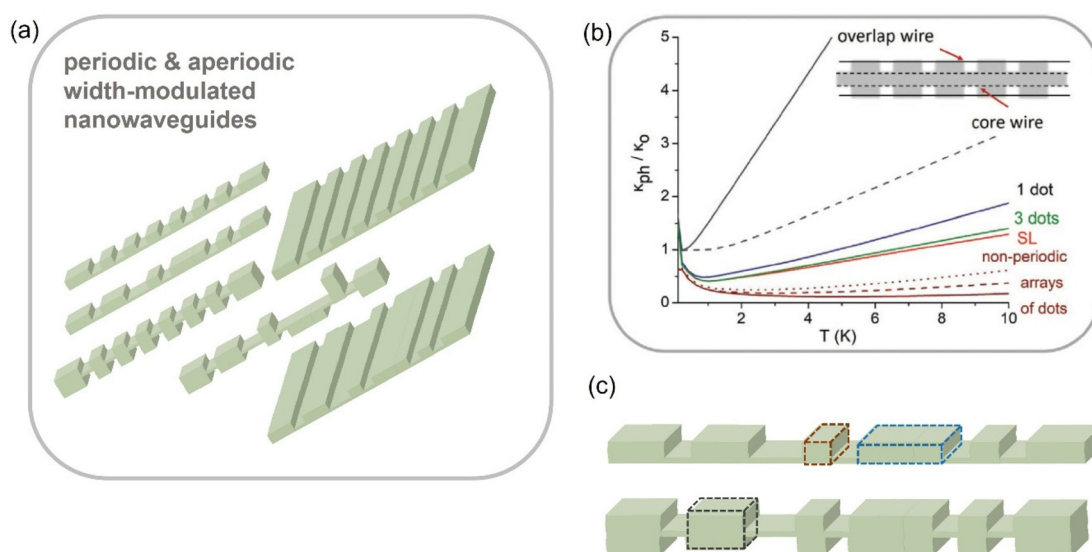 (a)
periodic & aperiodic
width-modulated
nanowaveguides
(b)
5
4
3
2
1
0
κph / κo
overlap wire
core wire
1 dot
3 dots
SL
non-periodic
arrays
of dots
2
4
6
8
10
T (K)
(c)